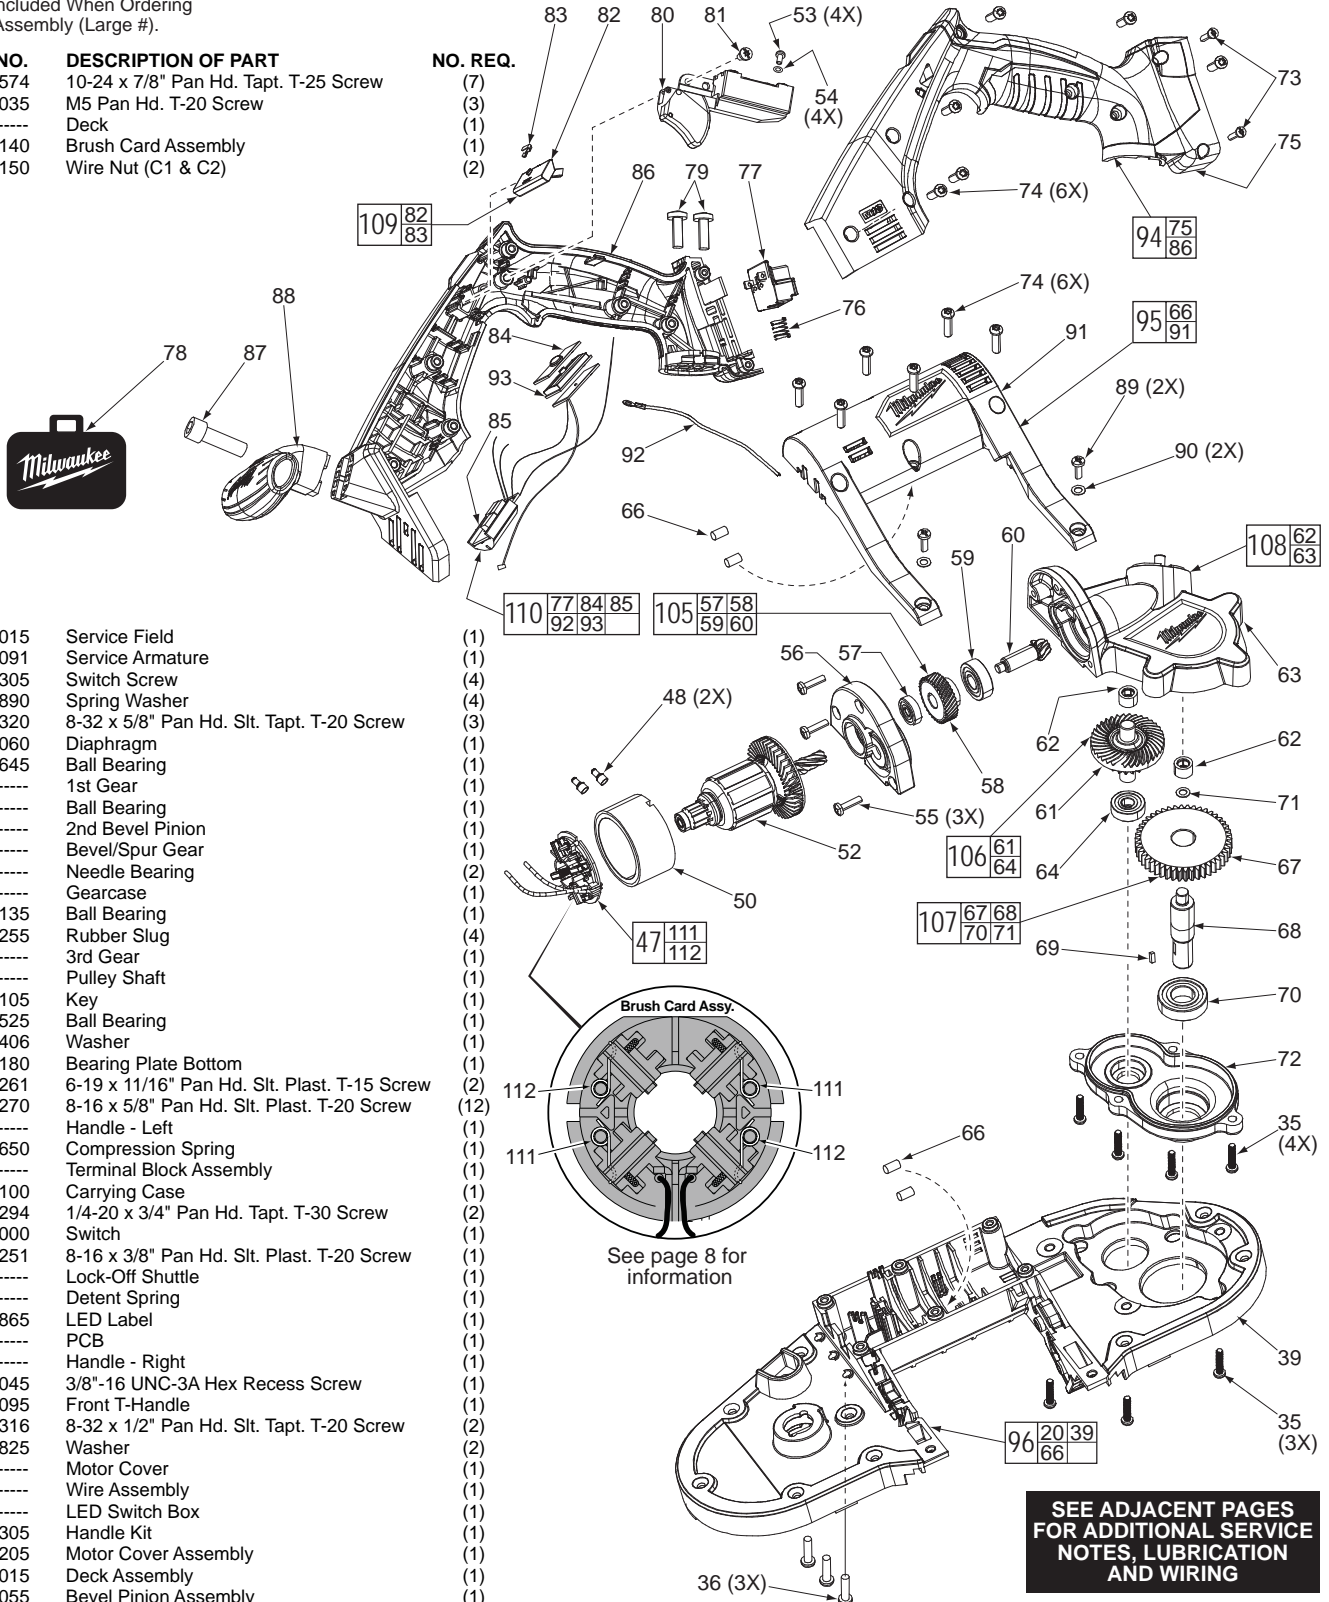 ncluded When Ordering
Assembly (Large #).
NO. DESCRIPTION OF PART NO. REQ.
574 10-24 x 7/8" Pan Hd. Tapt. T-25 Screw (7)
035 M5 Pan Hd. T-20 Screw (3)
----- Deck (1)
140 Brush Card Assembly (1)
150 Wire Nut (C1 & C2) (2)
83 82 80 81 53 (4X)
54
(4X)
73
75
74 (6X)
94 75 86
109 82 83
86 79 77
76
74 (6X)
95 66 91
91
89 (2X)
90 (2X)
88
87
78
Milwaukee
84
93
85
92
66
Milwaukee
110 77 84 85 92 93
105 57 58 59 60
59 60
108 62 63
Milwaukee
63
56 57
58
62
62
71
61
64
106 61 64
67
107 67 68 70 71
68
69
70
72
35
(4X)
48 (2X)
55 (3X)
52
50
47 111 112
Brush Card Assy.
112 111
111 112
See page 8 for
information
66
39
35
(3X)
96 20 39 66
36 (3X)
015 Service Field (1)
091 Service Armature (1)
305 Switch Screw (4)
890 Spring Washer (4)
320 8-32 x 5/8" Pan Hd. Slt. Tapt. T-20 Screw (3)
060 Diaphragm (1)
645 Ball Bearing (1)
----- 1st Gear (1)
----- Ball Bearing (1)
----- 2nd Bevel Pinion (1)
----- Bevel/Spur Gear (1)
----- Needle Bearing (2)
----- Gearcase (1)
135 Ball Bearing (1)
255 Rubber Slug (4)
----- 3rd Gear (1)
----- Pulley Shaft (1)
105 Key (1)
525 Ball Bearing (1)
406 Washer (1)
180 Bearing Plate Bottom (1)
261 6-19 x 11/16" Pan Hd. Slt. Plast. T-15 Screw (2)
270 8-16 x 5/8" Pan Hd. Slt. Plast. T-20 Screw (12)
----- Handle - Left (1)
650 Compression Spring (1)
----- Terminal Block Assembly (1)
100 Carrying Case (1)
294 1/4-20 x 3/4" Pan Hd. Tapt. T-30 Screw (2)
000 Switch (1)
251 8-16 x 3/8" Pan Hd. Slt. Plast. T-20 Screw (1)
----- Lock-Off Shuttle (1)
----- Detent Spring (1)
865 LED Label (1)
----- PCB (1)
----- Handle - Right (1)
045 3/8"-16 UNC-3A Hex Recess Screw (1)
095 Front T-Handle (1)
316 8-32 x 1/2" Pan Hd. Slt. Tapt. T-20 Screw (2)
825 Washer (2)
----- Motor Cover (1)
----- Wire Assembly (1)
----- LED Switch Box (1)
305 Handle Kit (1)
205 Motor Cover Assembly (1)
015 Deck Assembly (1)
055 Bevel Pinion Assembly (1)
SEE ADJACENT PAGES
FOR ADDITIONAL SERVICE
NOTES, LUBRICATION
AND WIRING